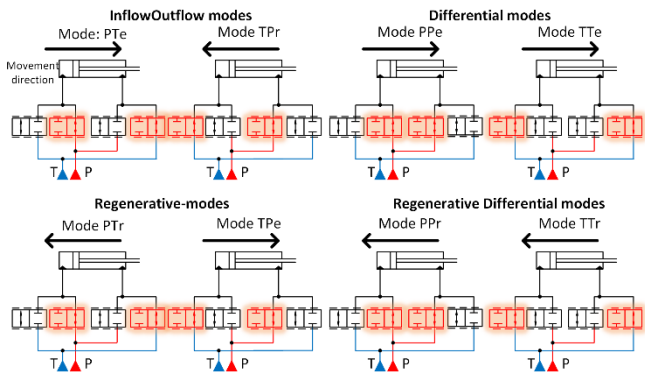 InflowOutflow modes
Differential modes
Mode: PTe
Mode TPr
Mode PPe
Mode TTe
Movement
direction
T P
T P
T P
T P
Regenerative-modes
Regenerative Differential modes
Mode PTr
Mode TPe
Mode PPr
Mode TTr
T P
T P
T P
T P